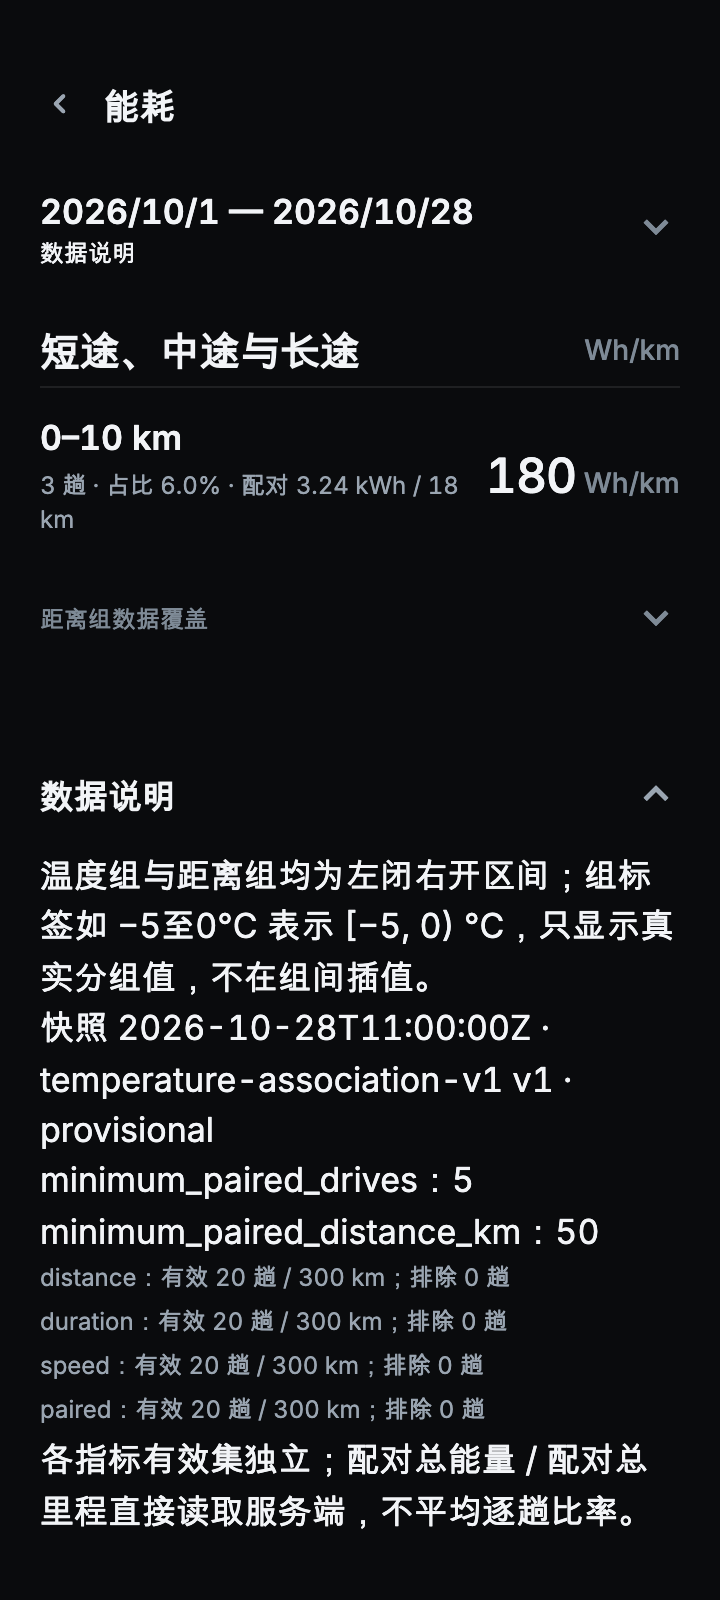 能耗
2026/10/1 — 2026/10/28
数据说明
短途、中途与长途
Wh/km
0–10 km
3 趟 · 占比 6.0% · 配对 3.24 kWh / 18
km
180 Wh/km
距离组数据覆盖
数据说明
温度组与距离组均为左闭右开区间；组标
签如 −5至0°C 表示 [−5, 0) °C，只显示真
实分组值，不在组间插值。
快照 2026-10-28T11:00:00Z ·
temperature-association-v1 v1 ·
provisional
minimum_paired_drives：5
minimum_paired_distance_km：50
distance：有效 20 趟 / 300 km；排除 0 趟
duration：有效 20 趟 / 300 km；排除 0 趟
speed：有效 20 趟 / 300 km；排除 0 趟
paired：有效 20 趟 / 300 km；排除 0 趟
各指标有效集独立；配对总能量 / 配对总
里程直接读取服务端，不平均逐趟比率。